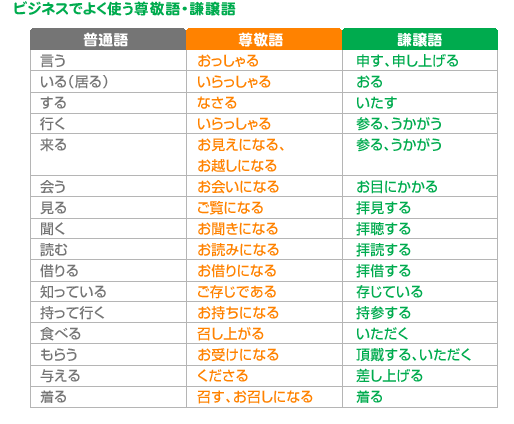 ビジネスでよく使う尊敬語・謙譲語
普通語 尊敬語 謙譲語
言う おっしゃる 申す、申し上げる
いる(居る) いらっしゃる おる
する なさる いたす
行く いらっしゃる 参る、うかがう
来る お見えになる、 参る、うかがう
お越しになる
会う お会いになる お目にかかる
見る ご覧になる 拝見する
聞く お聞きになる 拝聴する
読む お読みになる 拝読する
借りる お借りになる 拝借する
知っている ご存じである 存じている
持って行く お持ちになる 持参する
食べる 召し上がる いただく
もらう お受けになる 頂戴する、いただく
与える くださる 差し上げる
着る 召す、お召しになる 着る